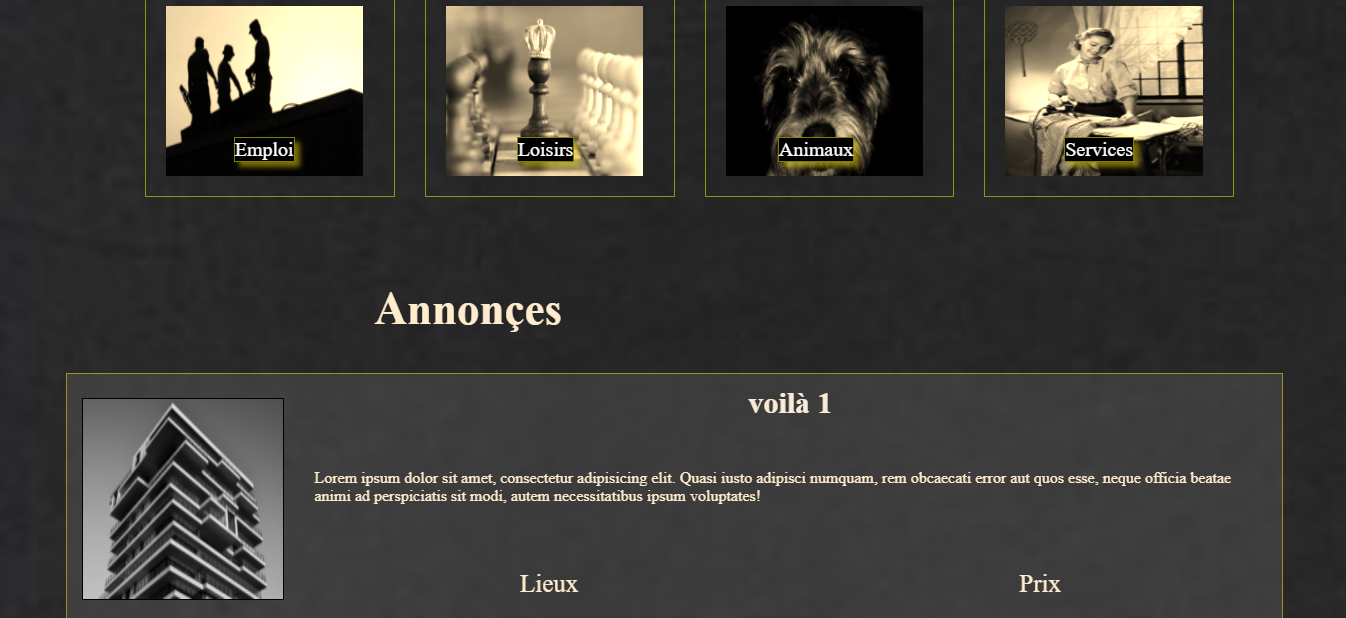 Emploi
Loisirs
Animaux
Services
Annonçes
voilà 1
Lorem ipsum dolor sit amet, consectetur adipisicing elit. Quasi iusto adipisci numquam, rem obcaecati error aut quos esse, neque officia beatae
animi ad perspiciatis sit modi, autem necessitatibus ipsum voluptates!
Lieux
Prix